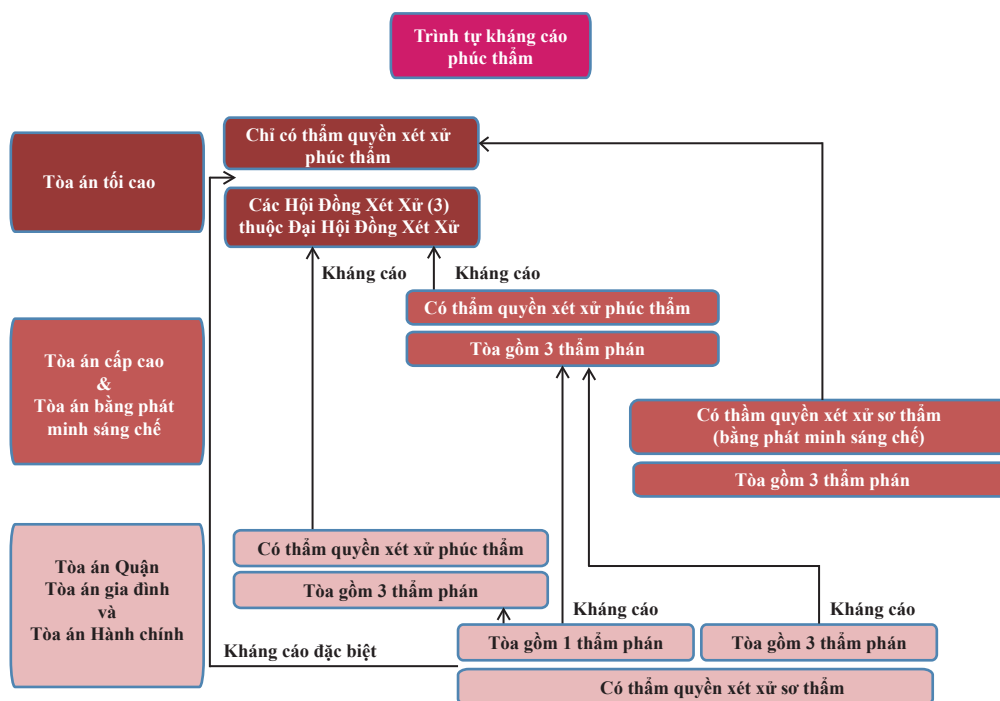 Trình tự kháng cáo
phúc thẩm
Tòa án tối cao
Chỉ có thẩm quyền xét xử
phúc thẩm
Các Hội Đồng Xét Xử (3)
thuộc Đại Hội Đồng Xét Xử
Kháng cáo
Kháng cáo
Tòa án cấp cao
&
Tòa án bằng phát
minh sáng chế
Có thẩm quyền xét xử phúc thẩm
Tòa gồm 3 thẩm phán
Có thầm quyền xét xử sơ thẩm
(bằng phát minh sáng chế)
Tòa gồm 3 thẩm phán
Tòa án Quận
Tòa án gia đình
và
Tòa án Hành chính
Có thẩm quyền xét xử phúc thẩm
Tòa gồm 3 thẩm phán
Kháng cáo
Kháng cáo
Tòa gồm 1 thẩm phán
Tòa gồm 3 thẩm phán
Kháng cáo đặc biệt
Có thẩm quyền xét xử sơ thẩm